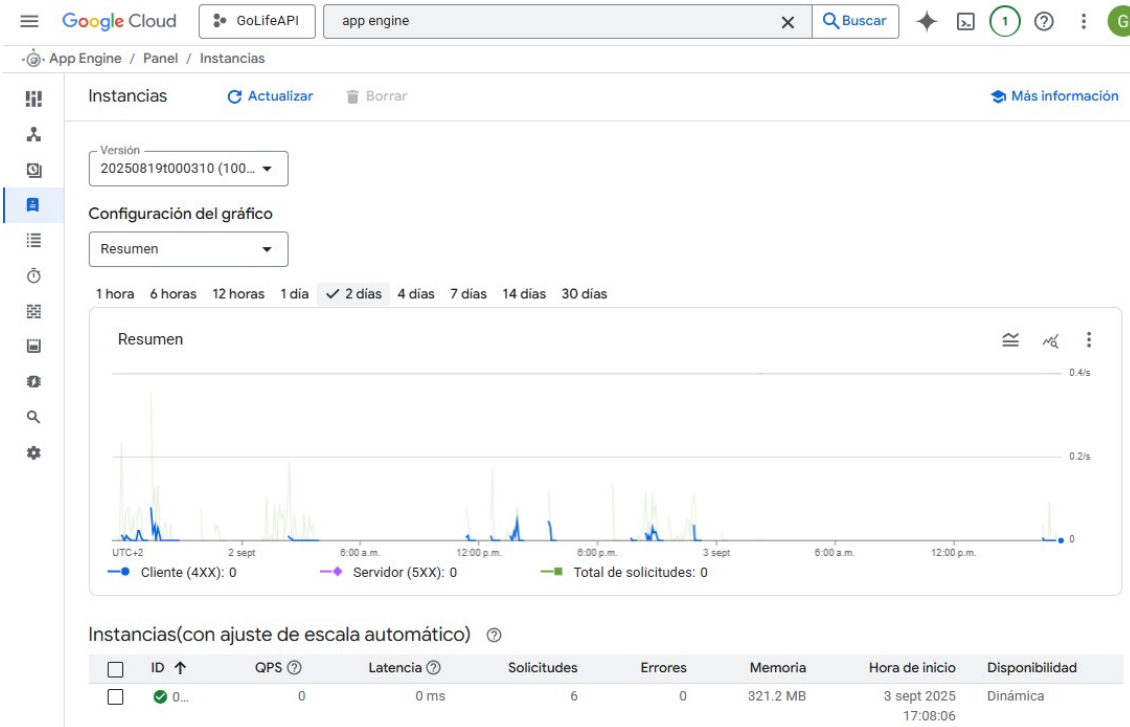 Google Cloud GoLifeAPI app engine Buscar 1 G
App Engine / Panel / Instancias
Instancias Actualizar Borrar Más información
Versión
20250819t000310 (100...
Configuración del gráfico
Resumen
1 hora 6 horas 12 horas 1 día 2 días 4 días 7 días 14 días 30 días
Resumen
0.4/s
0.2/s
0
UTC+2 2 sept 6:00 a.m. 12:00 p.m. 6:00 p.m. 3 sept 6:00 a.m. 12:00 p.m.
Cliente (4XX): 0 Servidor (5XX): 0 Total de solicitudes: 0
Instancias(con ajuste de escala automático)
ID QPS Latencia Solicitudes Errores Memoria Hora de inicio Disponibilidad
0... 0 0 ms 6 0 321.2 MB 3 sept 2025 Dinámica
17:08:06